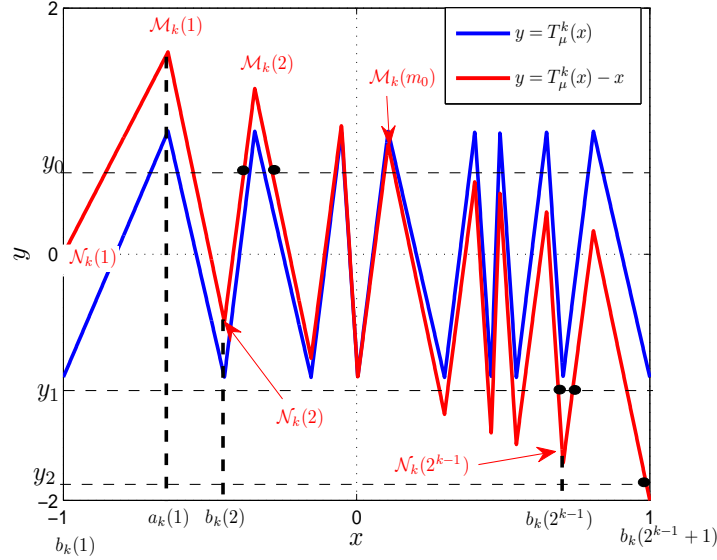 2
y = T_μ^k(x)
y = T_μ^k(x) − x
M_k(1)
M_k(2)
M_k(m_0)
y_0
y
0
N_k(1)
y_1
N_k(2)
N_k(2^{k−1})
y_2
−2
−1
a_k(1)
b_k(2)
0
b_k(2^{k−1})
1
b_k(1)
x
b_k(2^{k−1} + 1)